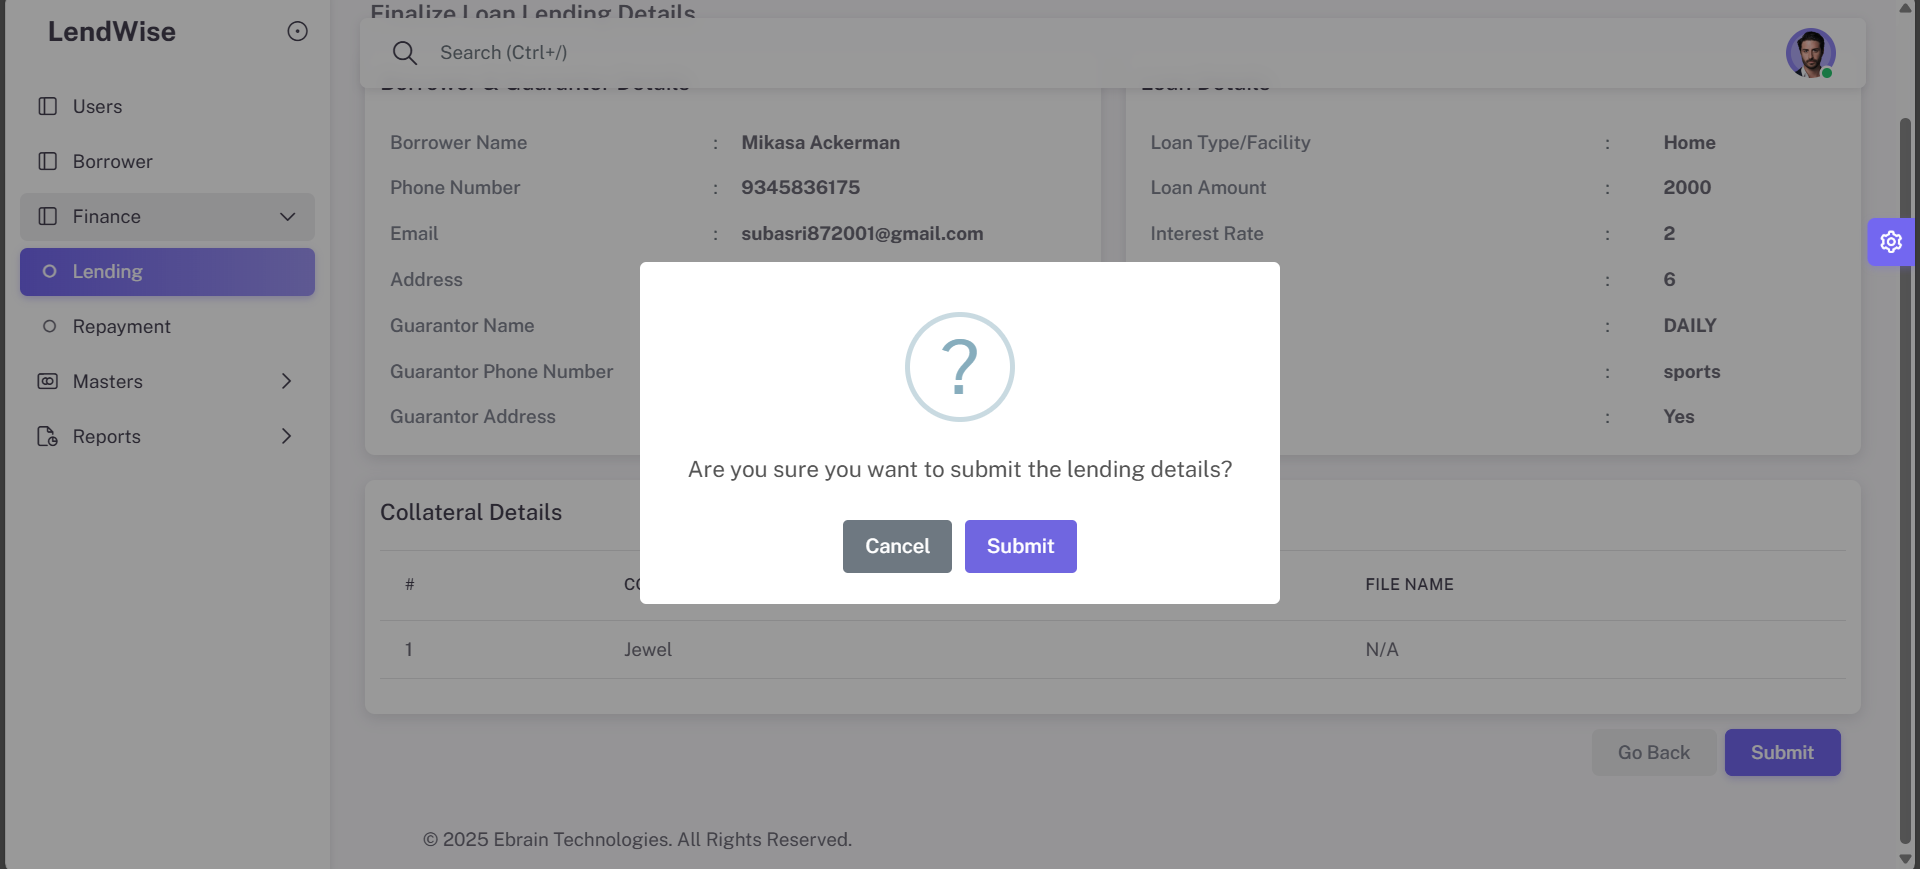 LendWise
Users
Borrower
Finance
Lending
Repayment
Masters
Reports
Finalize Loan Lending Details
Search (Ctrl+/)
Borrower & Guarantor Details
Borrower Name : Mikasa Ackerman
Phone Number : 9345836175
Email : subasri872001@gmail.com
Address
Guarantor Name
Guarantor Phone Number
Guarantor Address
Loan Details
Loan Type/Facility : Home
Loan Amount : 2000
Interest Rate : 2
: 6
: DAILY
: sports
: Yes
?
Are you sure you want to submit the lending details?
Cancel Submit
Collateral Details
# FILE NAME
1 Jewel N/A
Go Back Submit
© 2025 Ebrain Technologies. All Rights Reserved.